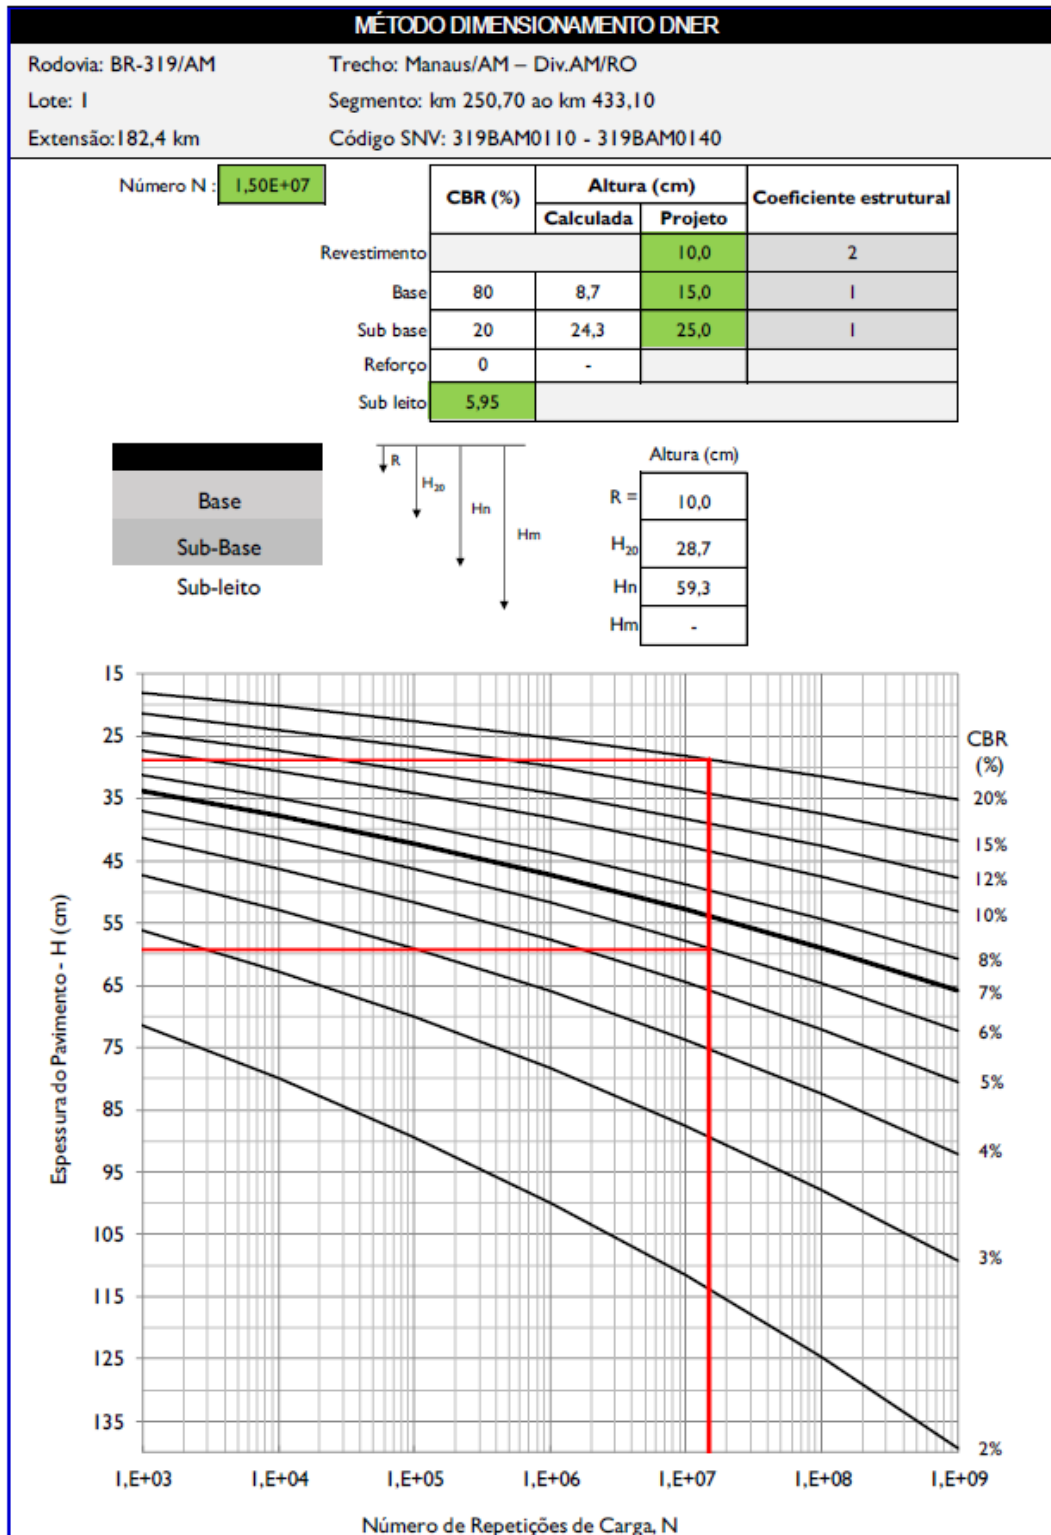 MÉTODO DIMENSIONAMENTO DNER
Rodovia: BR-319/AM Trecho: Manaus/AM – Div.AM/RO
Lote: 1 Segmento: km 250,70 ao km 433,10
Extensão:182,4 km Código SNV: 319BAM0110 - 319BAM0140
Número N : 1,50E+07
CBR (%) Altura (cm) Coeficiente estrutural
Calculada Projeto
Revestimento 10,0 2
Base 80 8,7 15,0 1
Sub base 20 24,3 25,0 1
Reforço 0 -
Sub leito 5,95
Altura (cm)
R
H20
Hn
Hm
Base
Sub-Base
Sub-leito
R = 10,0
H20 28,7
Hn 59,3
Hm -
15
25
35
45
55
65
75
85
95
105
115
125
135
Espessura do Pavimento - H (cm)
CBR
(%)
20%
15%
12%
10%
8%
7%
6%
5%
4%
3%
2%
1,E+03 1,E+04 1,E+05 1,E+06 1,E+07 1,E+08 1,E+09
Número de Repetições de Carga, N